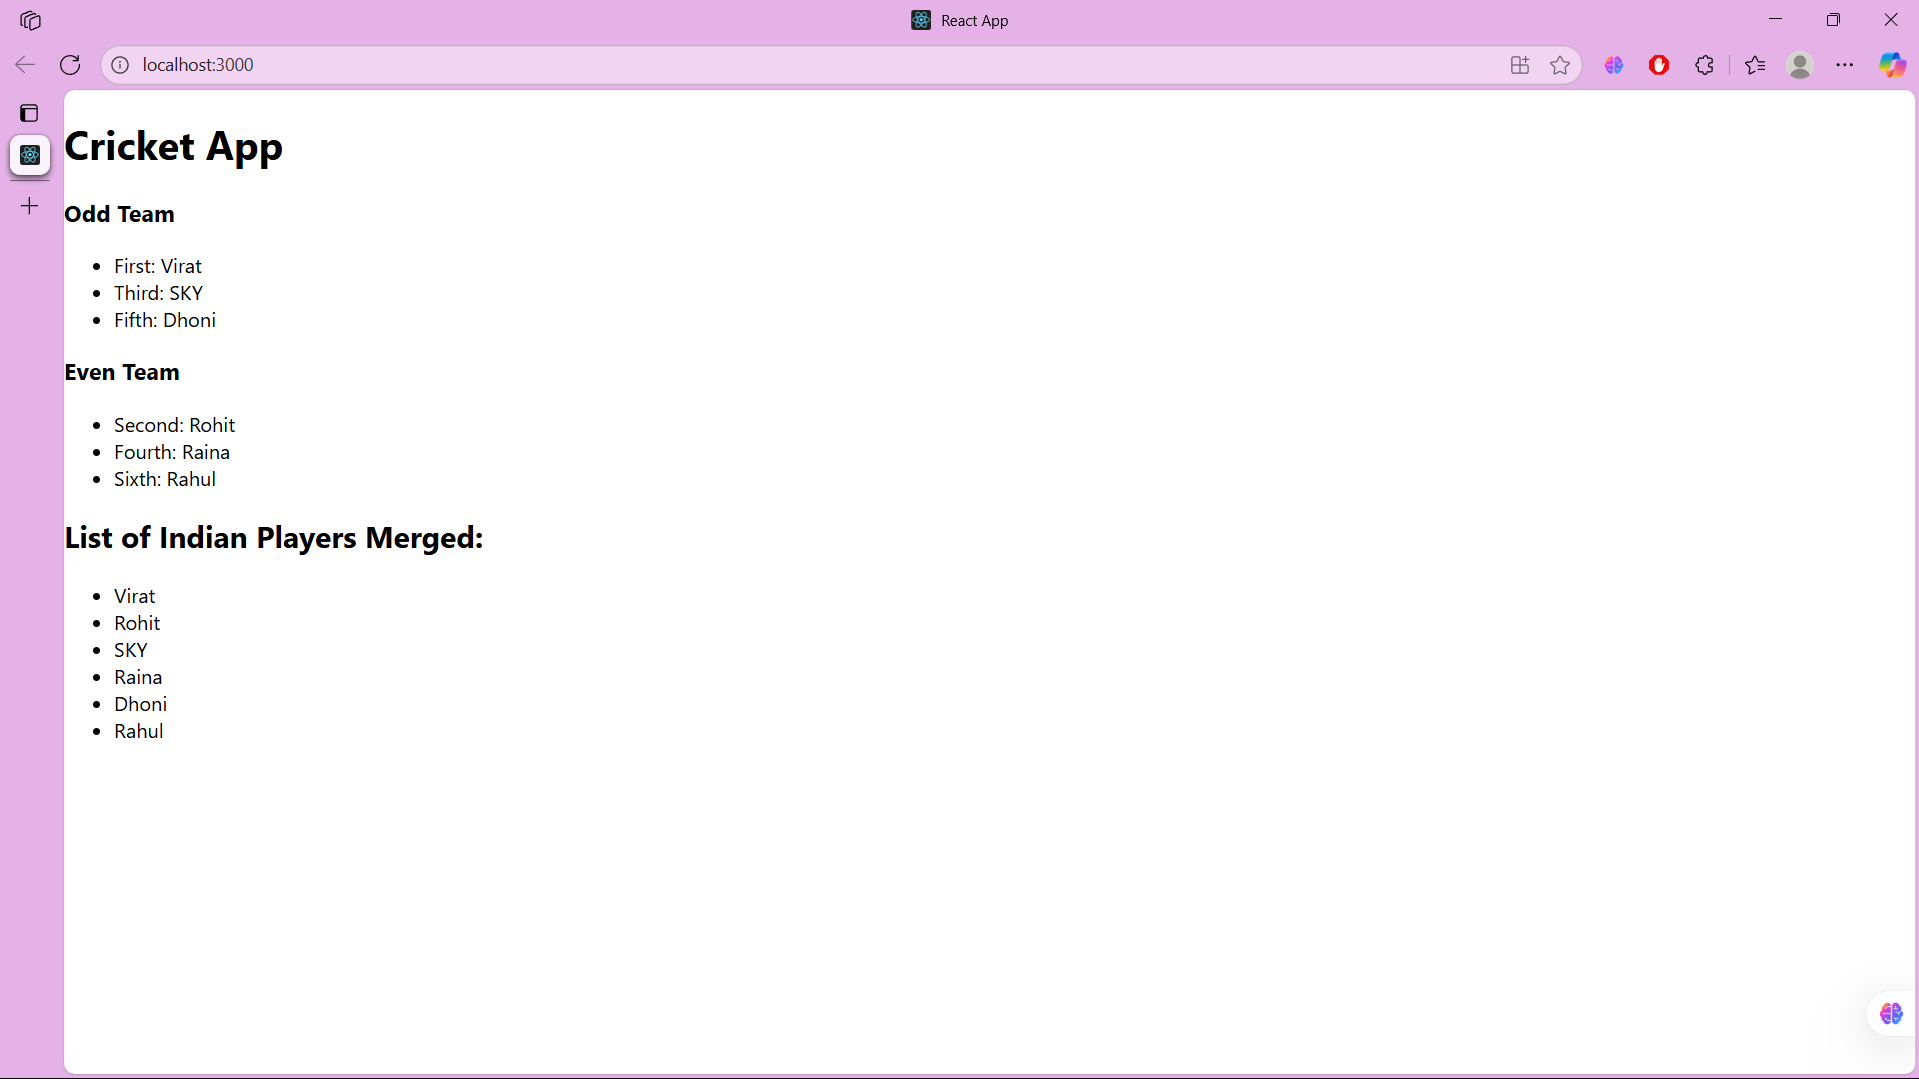 React App
localhost:3000
Cricket App
Odd Team
First: Virat
Third: SKY
Fifth: Dhoni
Even Team
Second: Rohit
Fourth: Raina
Sixth: Rahul
List of Indian Players Merged:
Virat
Rohit
SKY
Raina
Dhoni
Rahul